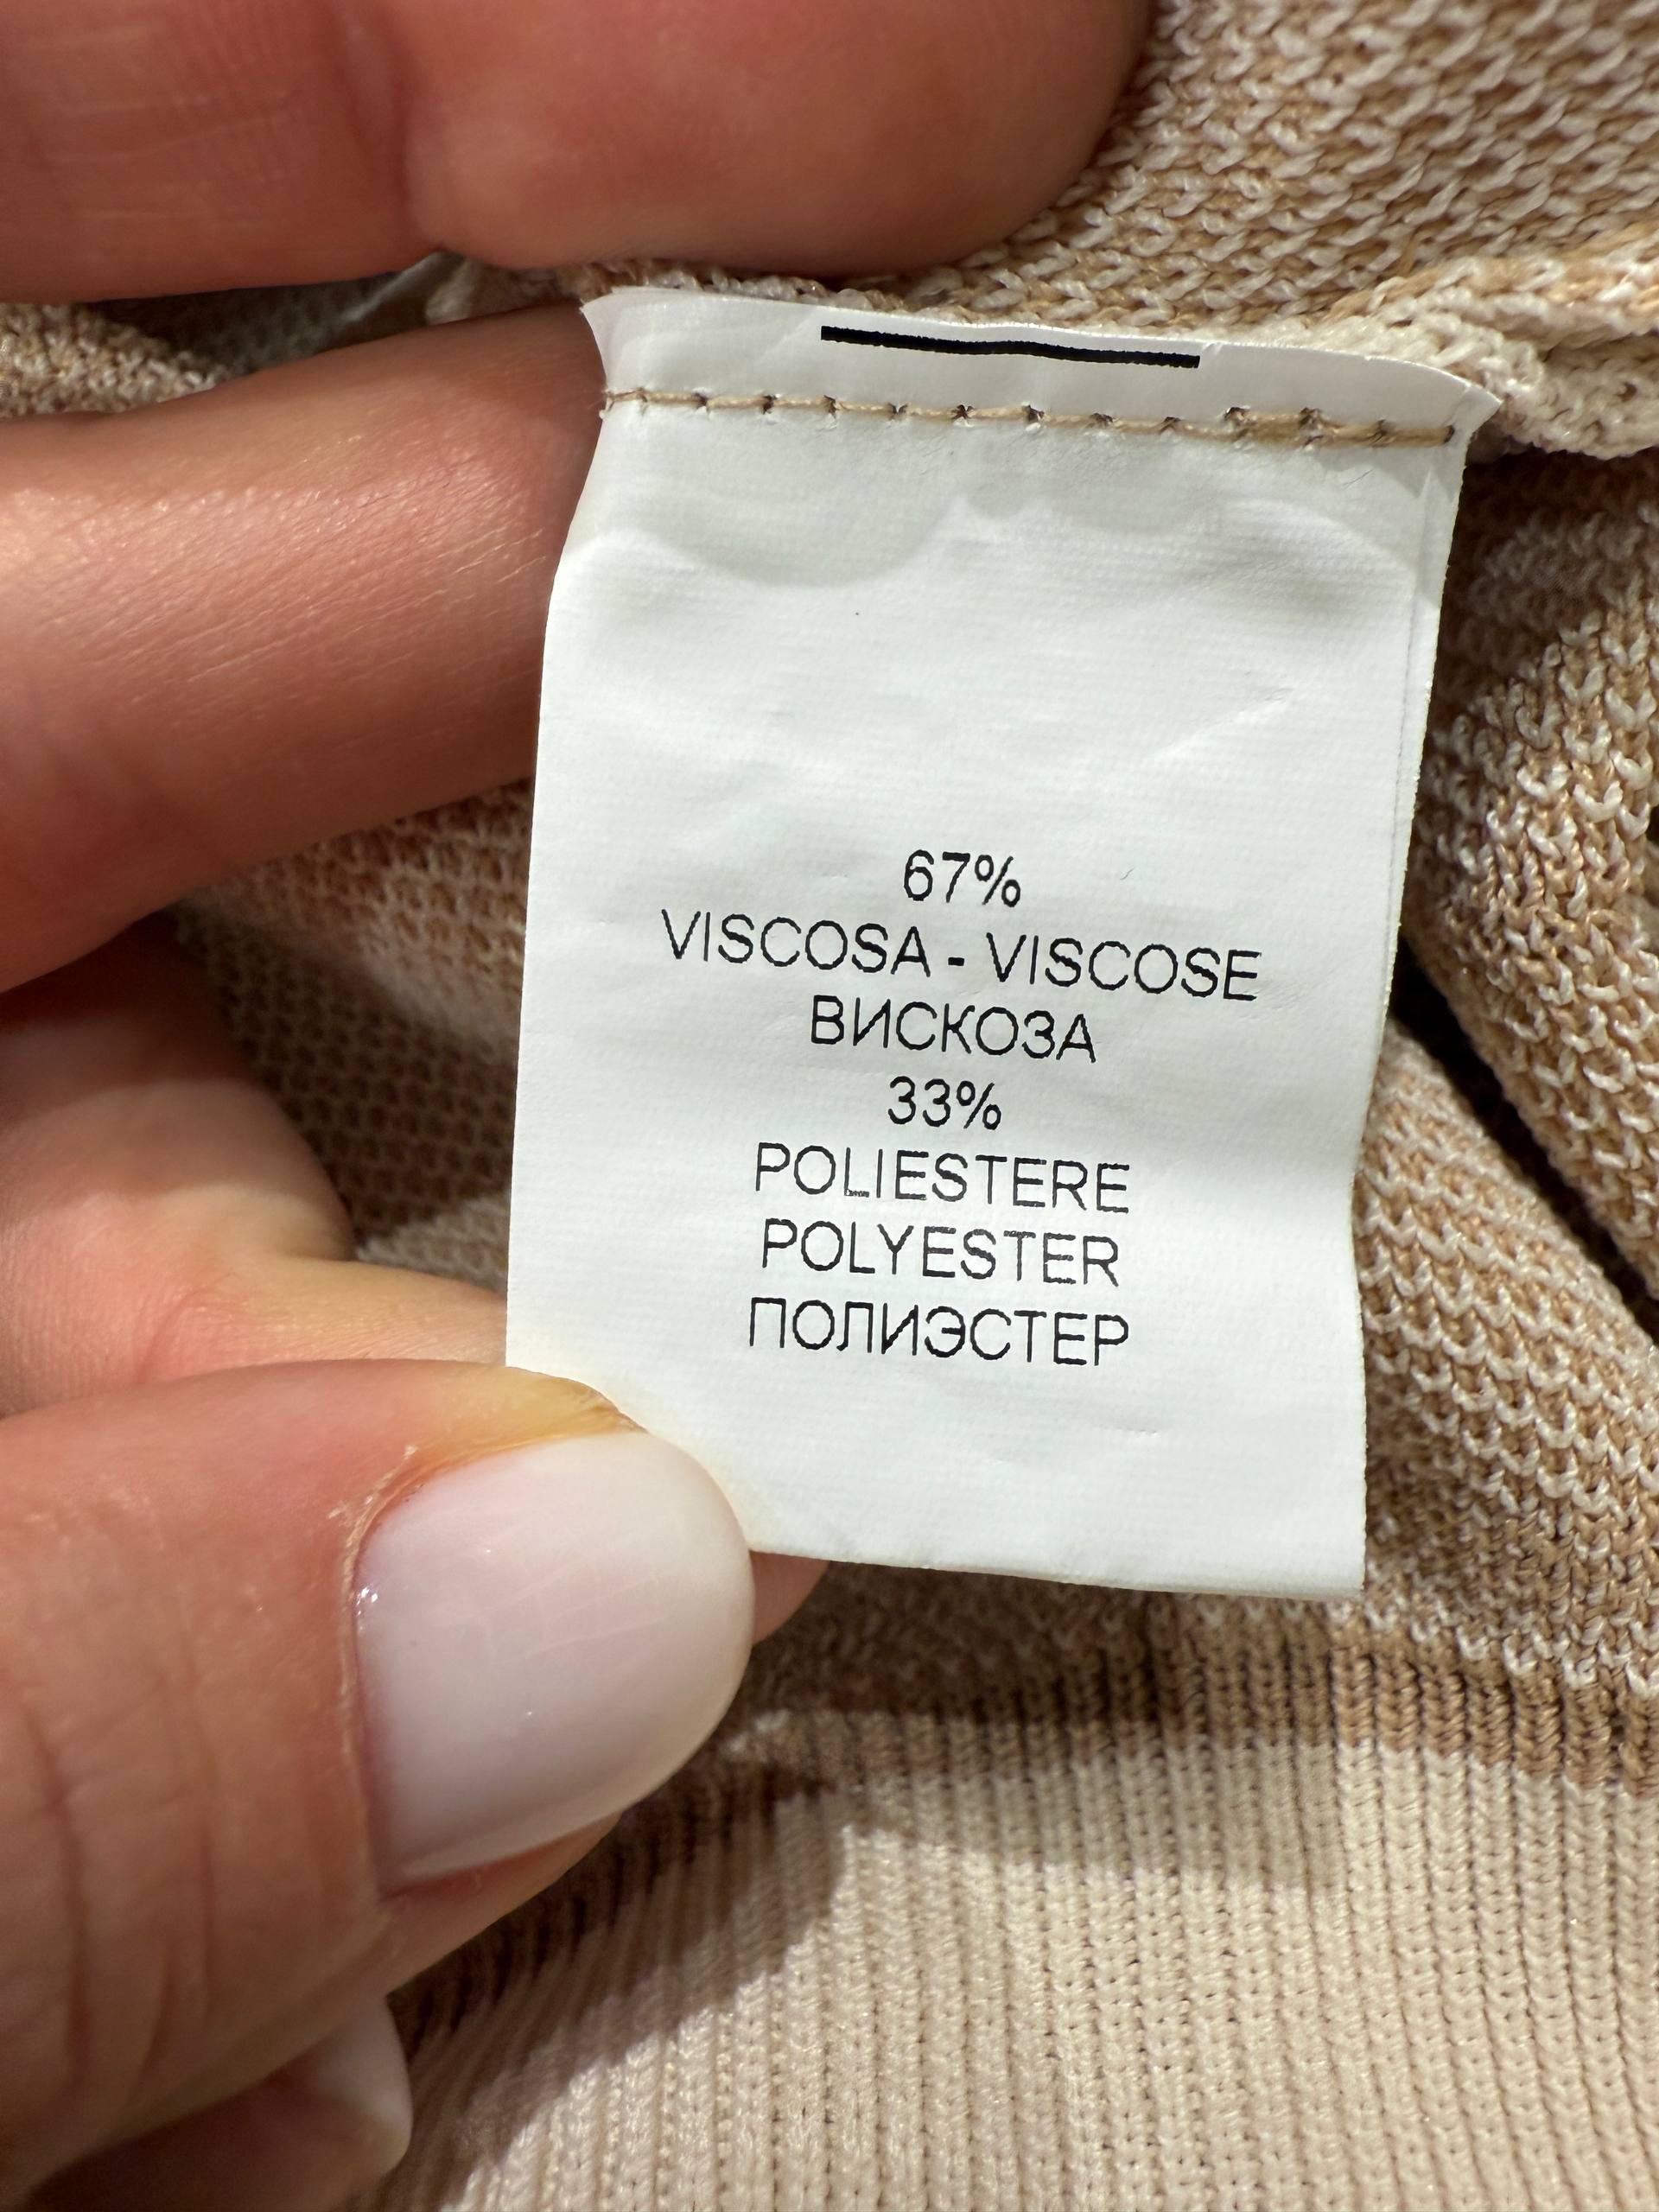 67%
VISCOSA - VISCOSE
ВИСКОЗА
33%
POLIESTERE
POLYESTER
ПОЛИЭСТЕР